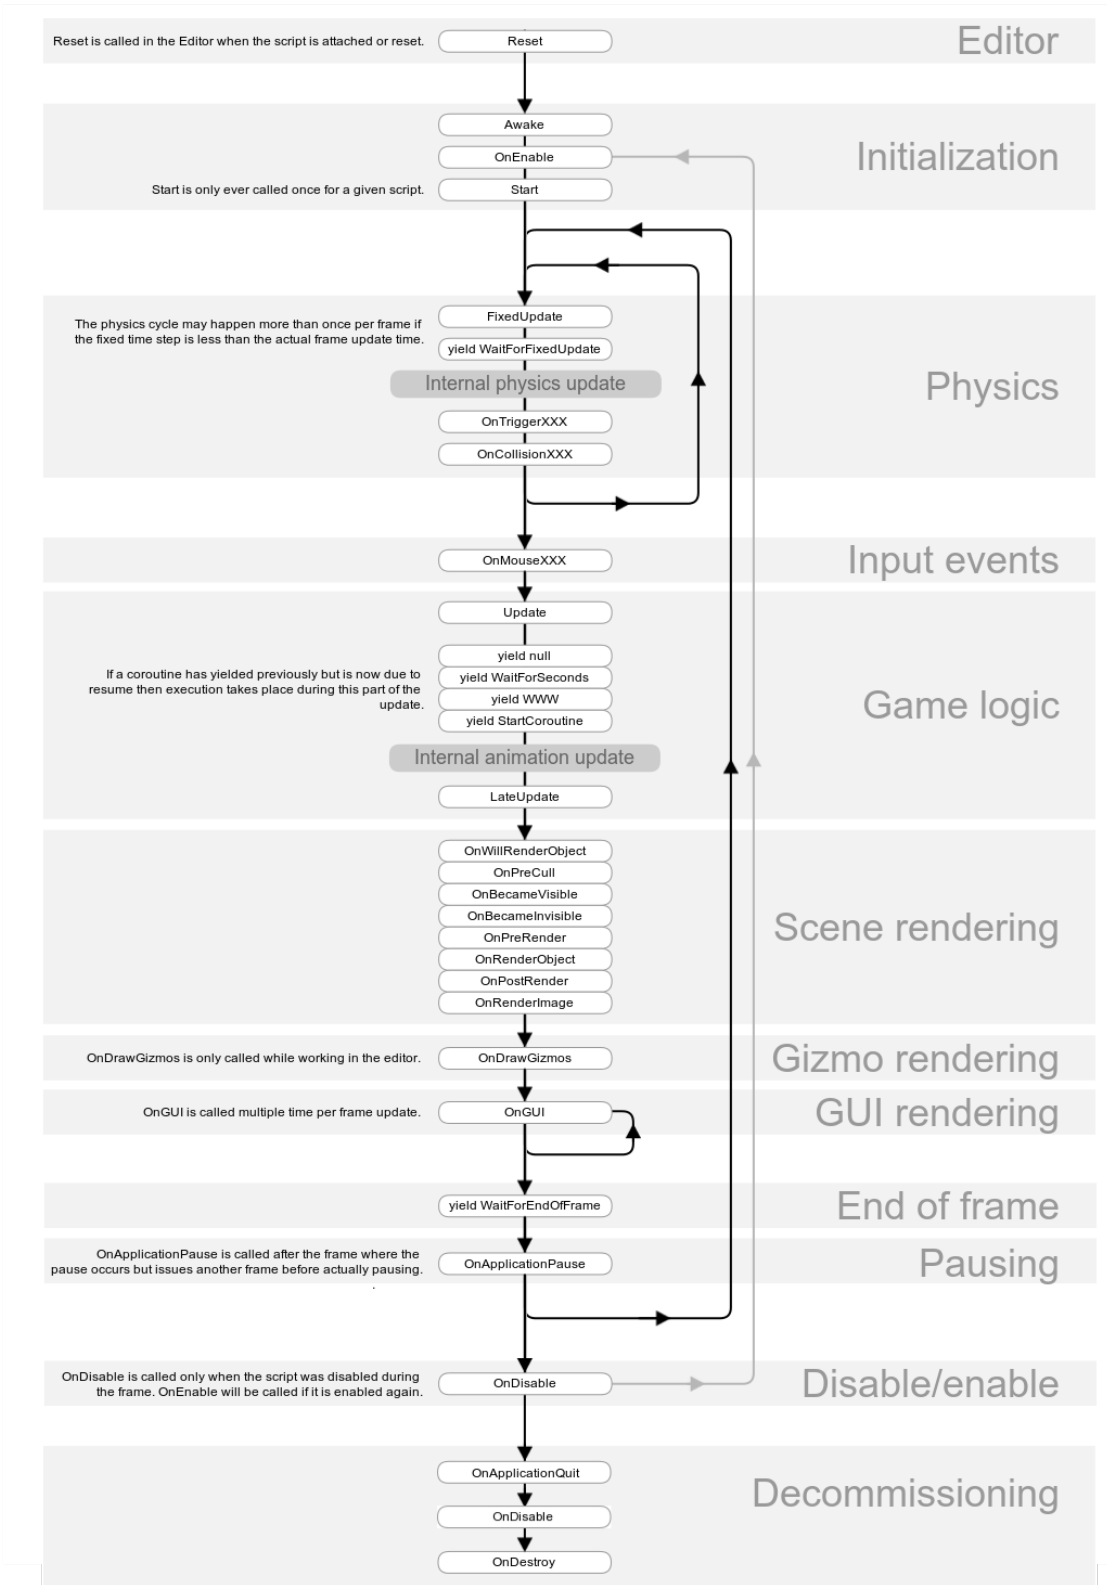 Reset is called in the Editor when the script is attached or reset.
Reset
Editor
Awake
OnEnable
Initialization
Start is only ever called once for a given script.
Start
FixedUpdate
The physics cycle may happen more than once per frame if
the fixed time step is less than the actual frame update time.
yield WaitForFixedUpdate
Internal physics update
Physics
OnTriggerXXX
OnCollisionXXX
OnMouseXXX
Input events
Update
yield null
If a coroutine has yielded previously but is now due to
resume then execution takes place during this part of the
update.
yield WaitForSeconds
yield WWW
yield StartCoroutine
Game logic
Internal animation update
LateUpdate
OnWillRenderObject
OnPreCull
OnBecameVisible
OnBecameInvisible
OnPreRender
OnRenderObject
OnPostRender
OnRenderImage
Scene rendering
OnDrawGizmos is only called while working in the editor.
OnDrawGizmos
Gizmo rendering
OnGUI is called multiple time per frame update.
OnGUI
GUI rendering
yield WaitForEndOfFrame
End of frame
OnApplicationPause is called after the frame where the
pause occurs but issues another frame before actually pausing.
.
OnApplicationPause
Pausing
OnDisable is called only when the script was disabled during
the frame. OnEnable will be called if it is enabled again.
OnDisable
Disable/enable
OnApplicationQuit
Decommissioning
OnDisable
OnDestroy